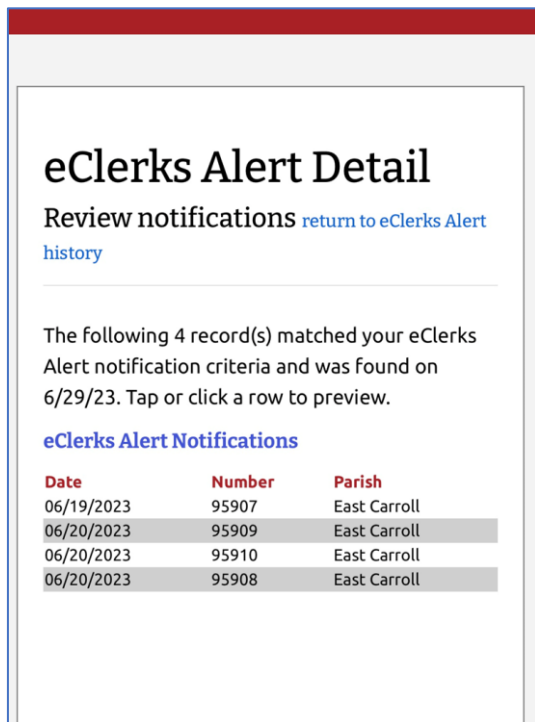 eClerks Alert Detail
Review notifications return to eClerks Alert
history
The following 4 record(s) matched your eClerks
Alert notification criteria and was found on
6/29/23. Tap or click a row to preview.
eClerks Alert Notifications
Date Number Parish
06/19/2023 95907 East Carroll
06/20/2023 95909 East Carroll
06/20/2023 95910 East Carroll
06/20/2023 95908 East Carroll